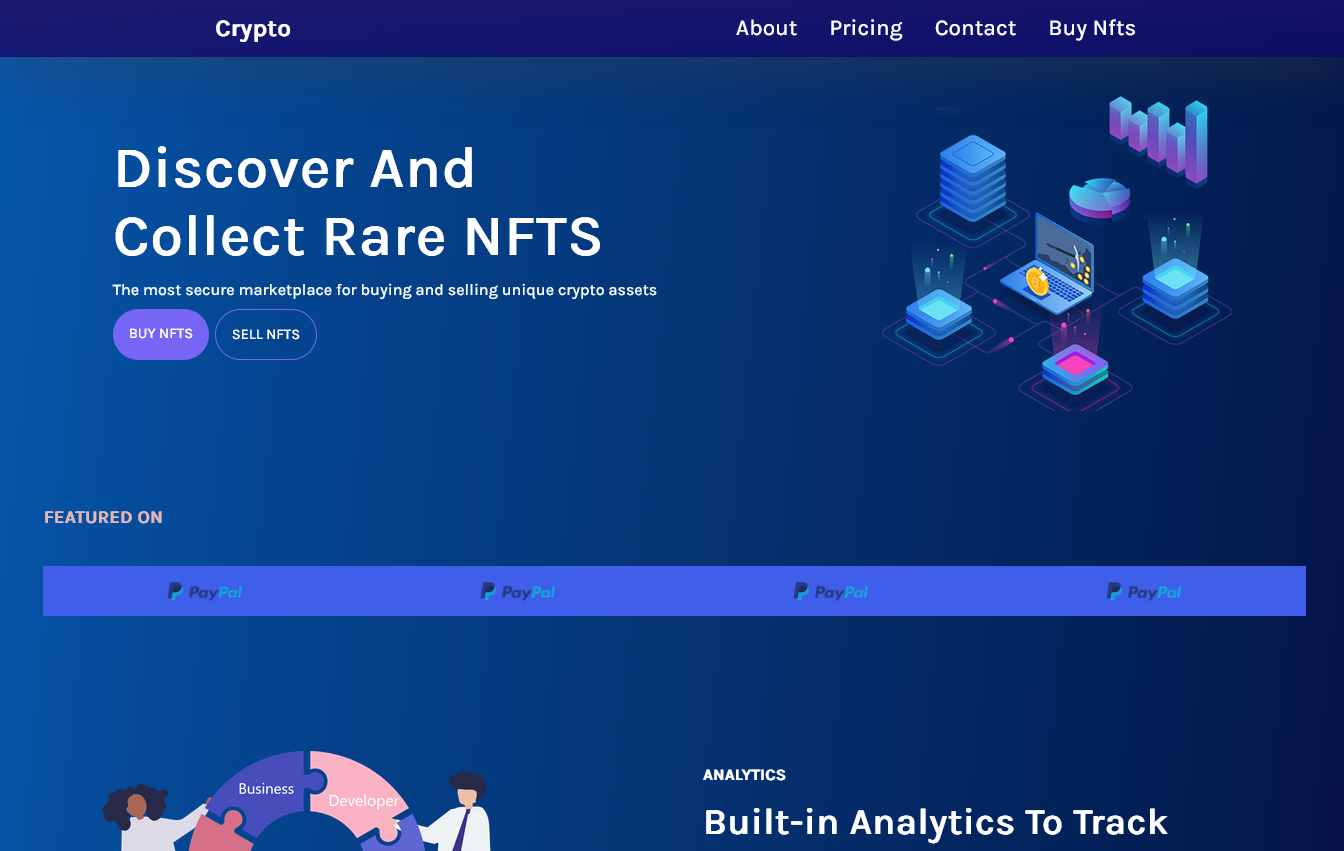 Crypto
About Pricing Contact Buy Nfts
Discover And
Collect Rare NFTS
The most secure marketplace for buying and selling unique crypto assets
BUY NFTS SELL NFTS
FEATURED ON
PayPal PayPal PayPal PayPal
Business
Developer
ANALYTICS
Built-in Analytics To Track